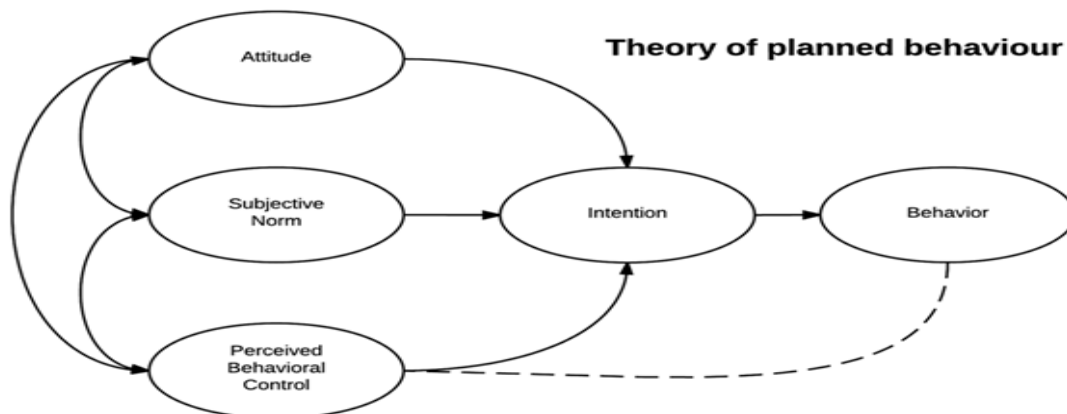 Theory of planned behaviour
Attitude
Subjective
Norm
Intention
Behavior
Perceived
Behavioral
Control